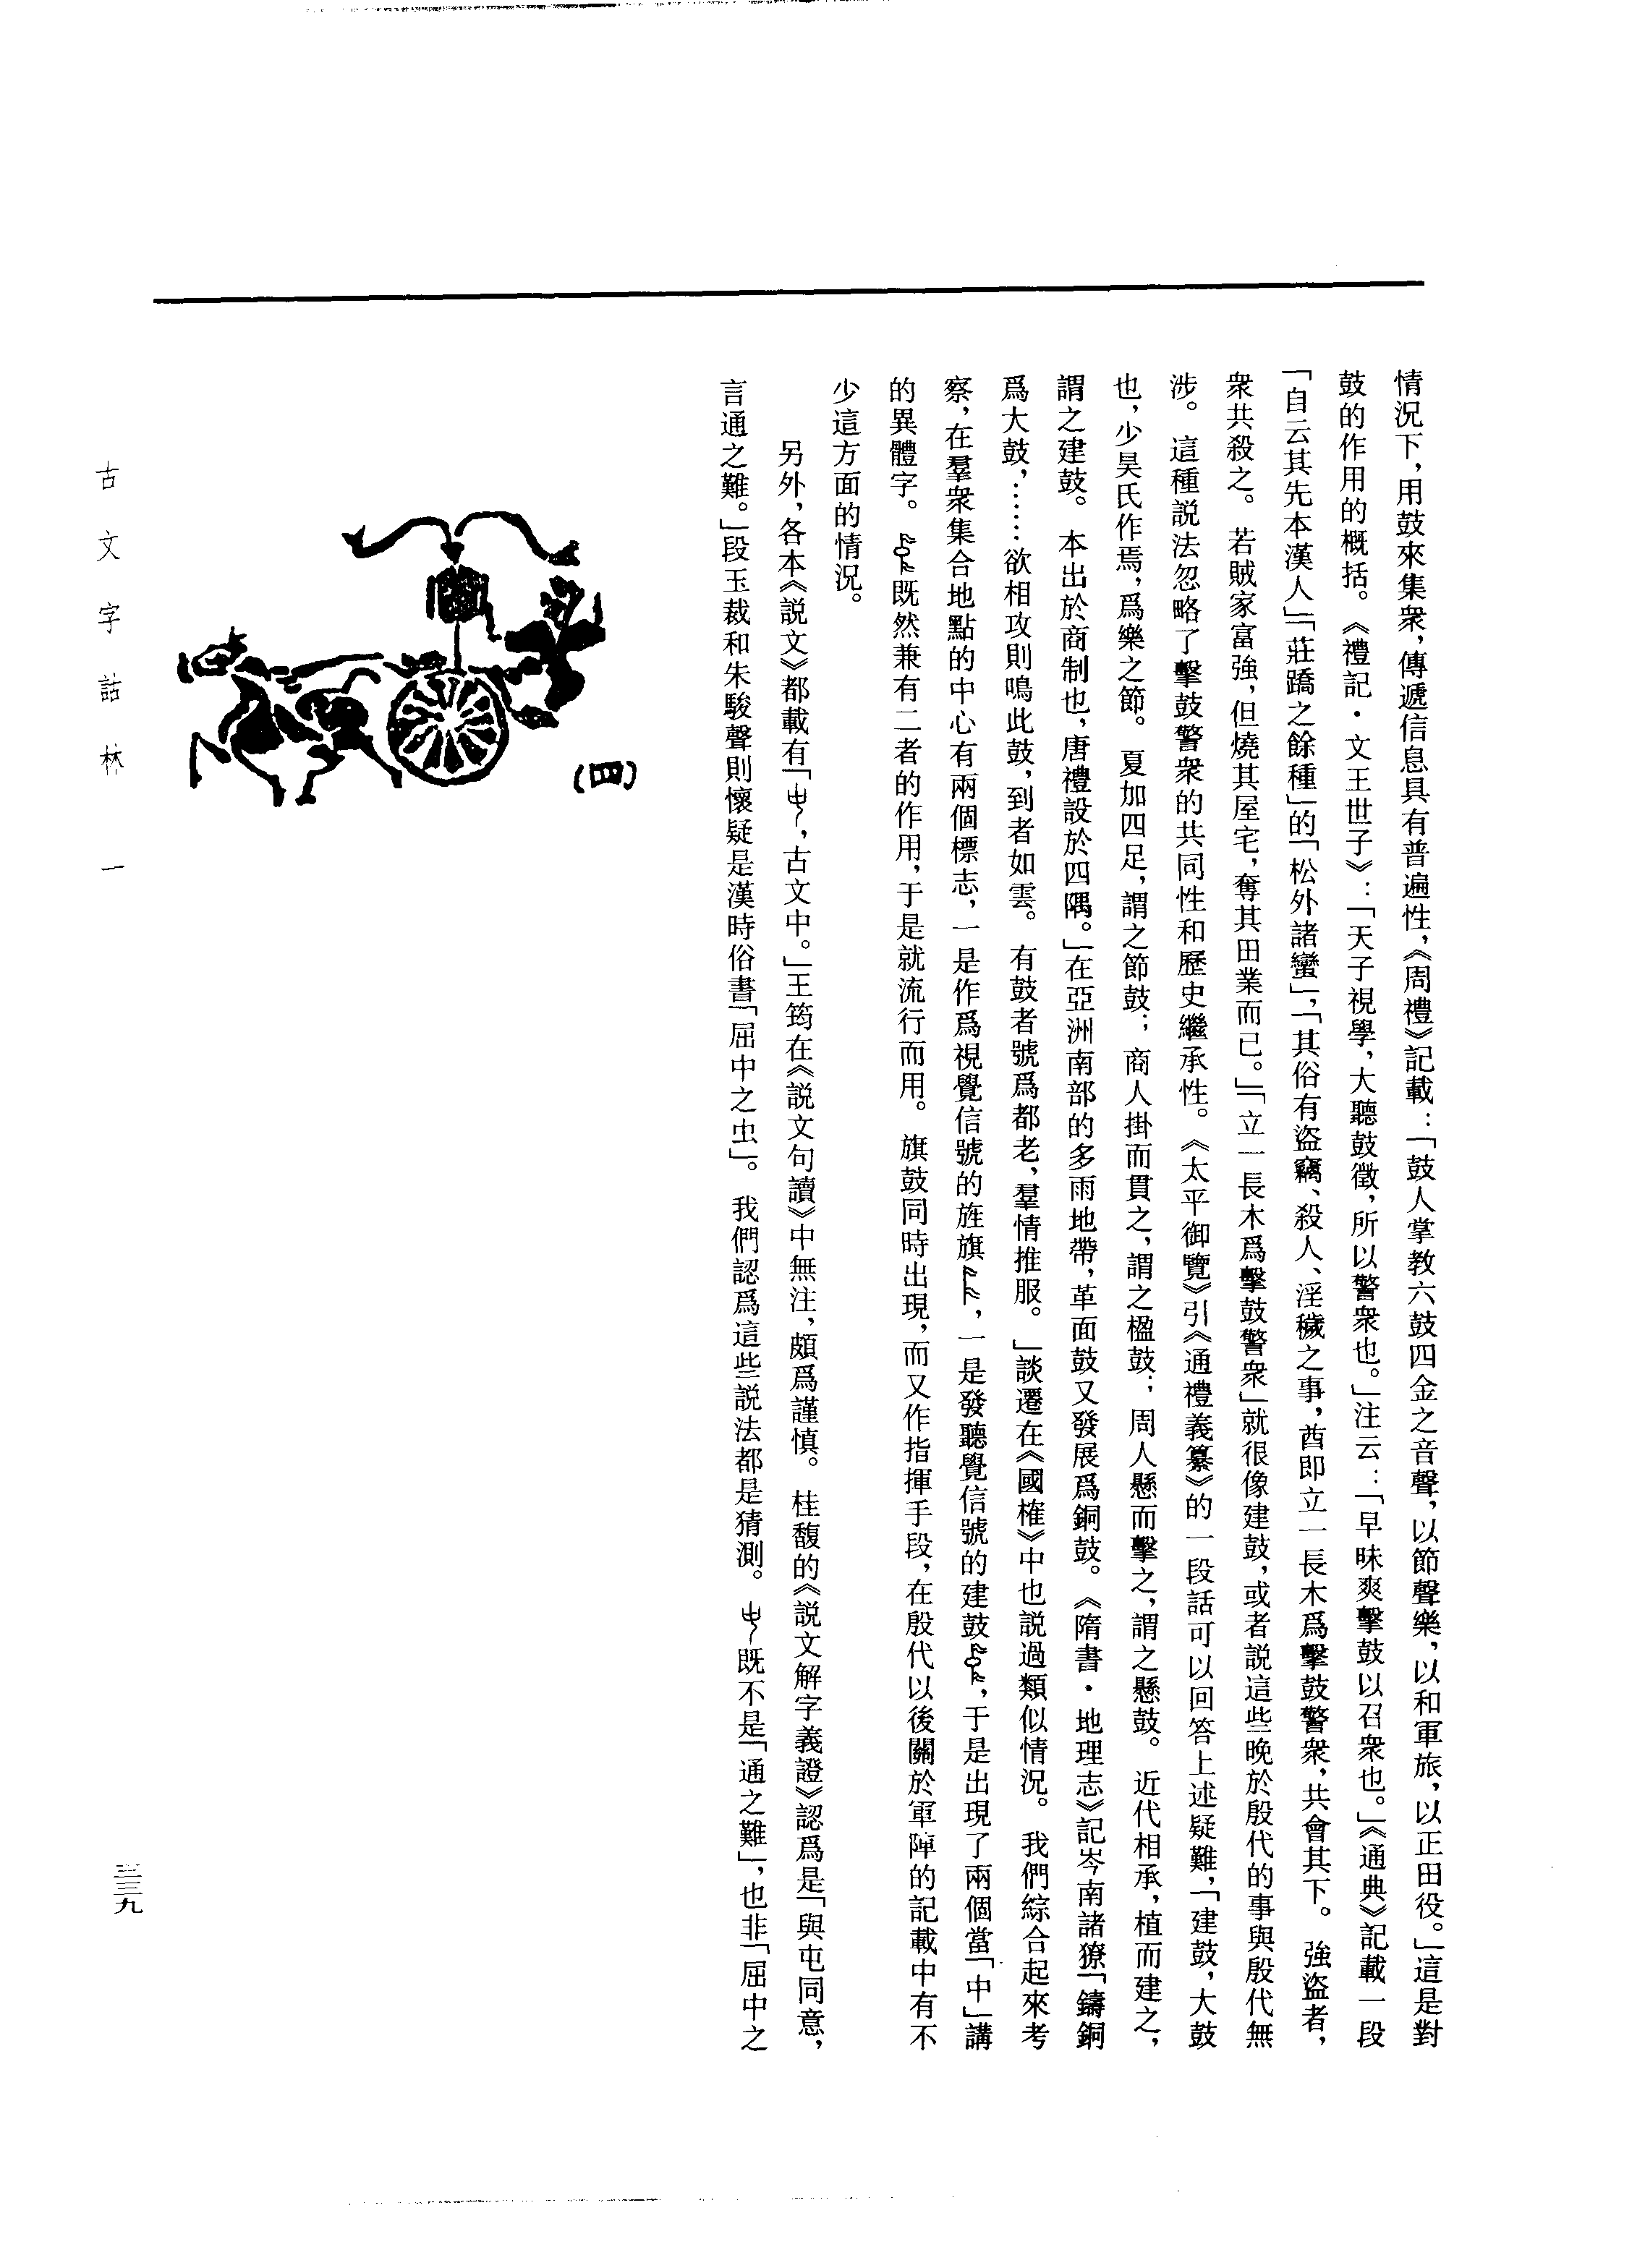 情況下，用鼓來集衆，傳遞信息具有普遍性，《周禮》記載：「鼓人掌教六鼓四金之音聲，以節聲樂，以和軍旅，以正田役。」這是對
鼓的作用的概括。《禮記·文王世子》：「天子視學，大聽鼓徵，所以警衆也。」注云：「早昧爽擊鼓以召衆也。」《通典》記載一段
「自云其先本漢人」「莊蹻之餘種」的「松外諸蠻」，「其俗有盜竊、殺人、淫穢之事，酋即立一長木爲擊鼓警衆，共會其下。強盜者，
衆共殺之。若賊家富強，但燒其屋宅，奪其田業而已。」「立一長木爲擊鼓警衆」就很像建鼓，或者説這些晚於殷代的事與殷代無
涉。這種説法忽略了擊鼓警衆的共同性和歷史繼承性。《太平御覽》引《通禮義纂》的一段話可以回答上述疑難，「建鼓，大鼓
也，少昊氏作焉，爲樂之節。夏加四足，謂之節鼓；商人掛而貫之，謂之楹鼓；周人懸而擊之，謂之懸鼓。近代相承，植而建之，
謂之建鼓。本出於商制也，唐禮設於四隅。」在亞洲南部的多雨地帶，革面鼓又發展爲銅鼓。《隋書·地理志》記岑南諸獠「鑄銅
爲大鼓，……欲相攻則鳴此鼓，到者如雲。有鼓者號爲都老，羣情推服。」談遷在《國榷》中也説過類似情況。我們綜合起來考
察，在羣衆集合地點的中心有兩個標志，一是作爲視覺信號的旌旗，一是發聽覺信號的建鼓，于是出現了兩個當「中」講
的異體字。既然兼有二者的作用，于是就流行而用。旗鼓同時出現，而又作指揮手段，在殷代以後關於軍陣的記載中有不
少這方面的情況。
另外，各本《説文》都載有「，古文中。」王筠在《説文句讀》中無注，頗爲謹慎。桂馥的《説文解字義證》認爲是「與屯同意，
言通之難。」段玉裁和朱駿聲則懷疑是漢時俗書「屈中之虫」。我們認爲這些説法都是猜測。既不是「通之難」，也非「屈中之
（四）
古文字詁林 一
三三九